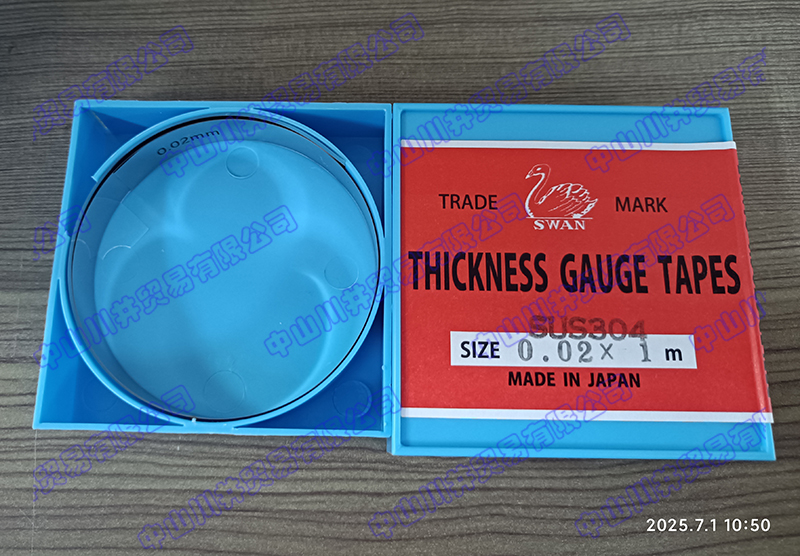 0.02mm
TRADE MARK
SWAN
THICKNESS GAUGE TAPES
SUS304
SIZE 0.02× 1 m
MADE IN JAPAN
中山川井贸易有限公司
2025.7.1 10:50